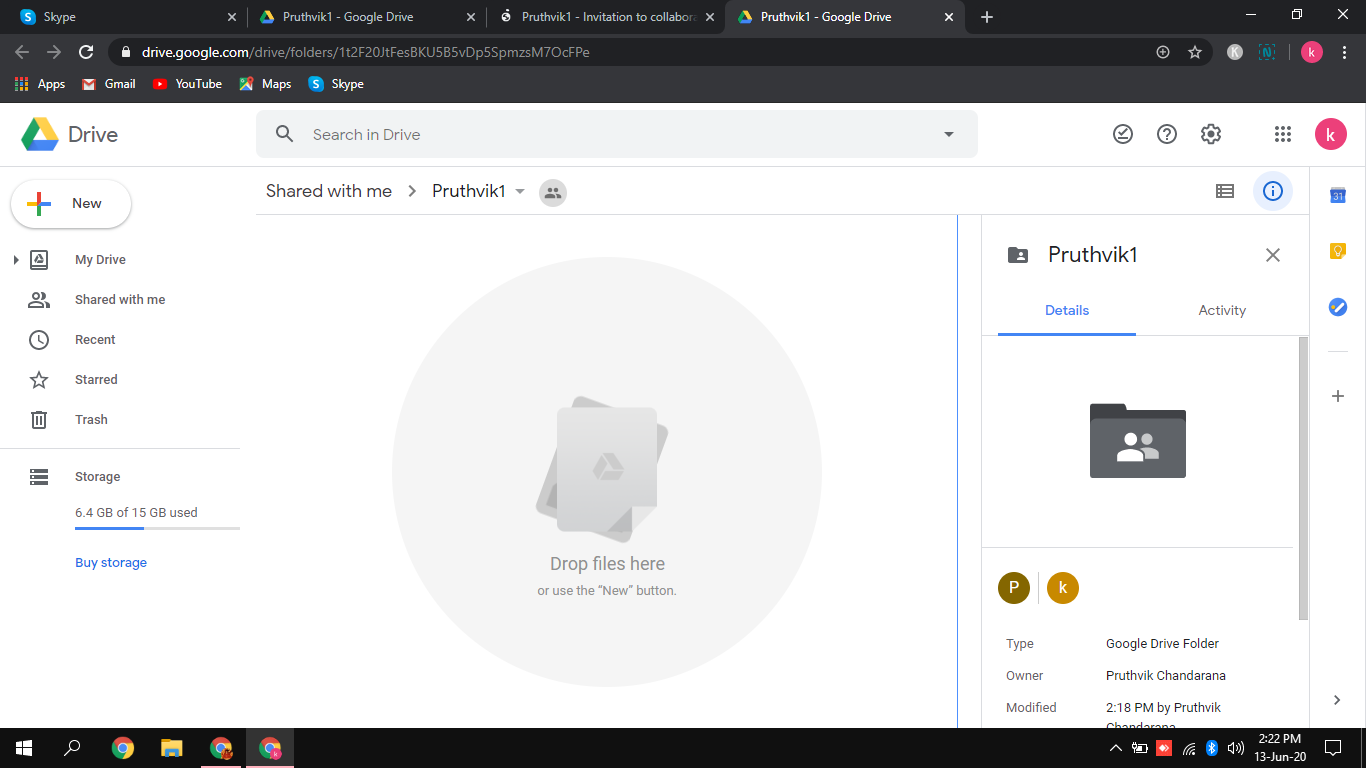 Skype
Pruthvik1 - Google Drive
Pruthvik1 - Invitation to collabora
Pruthvik1 - Google Drive
drive.google.com/drive/folders/1t2F20JtFesBKU5B5vDp5SpmzsM7OcFPe
K
N
k
Apps
Gmail
YouTube
Maps
Skype
Drive
Search in Drive
k
New
Shared with me
Pruthvik1
31
My Drive
Shared with me
Recent
Starred
Trash
Storage
6.4 GB of 15 GB used
Buy storage
Drop files here
or use the “New” button.
Pruthvik1
Details
Activity
P
k
Type
Google Drive Folder
Owner
Pruthvik Chandarana
Modified
2:18 PM by Pruthvik
Chandarana
2:22 PM
13-Jun-20